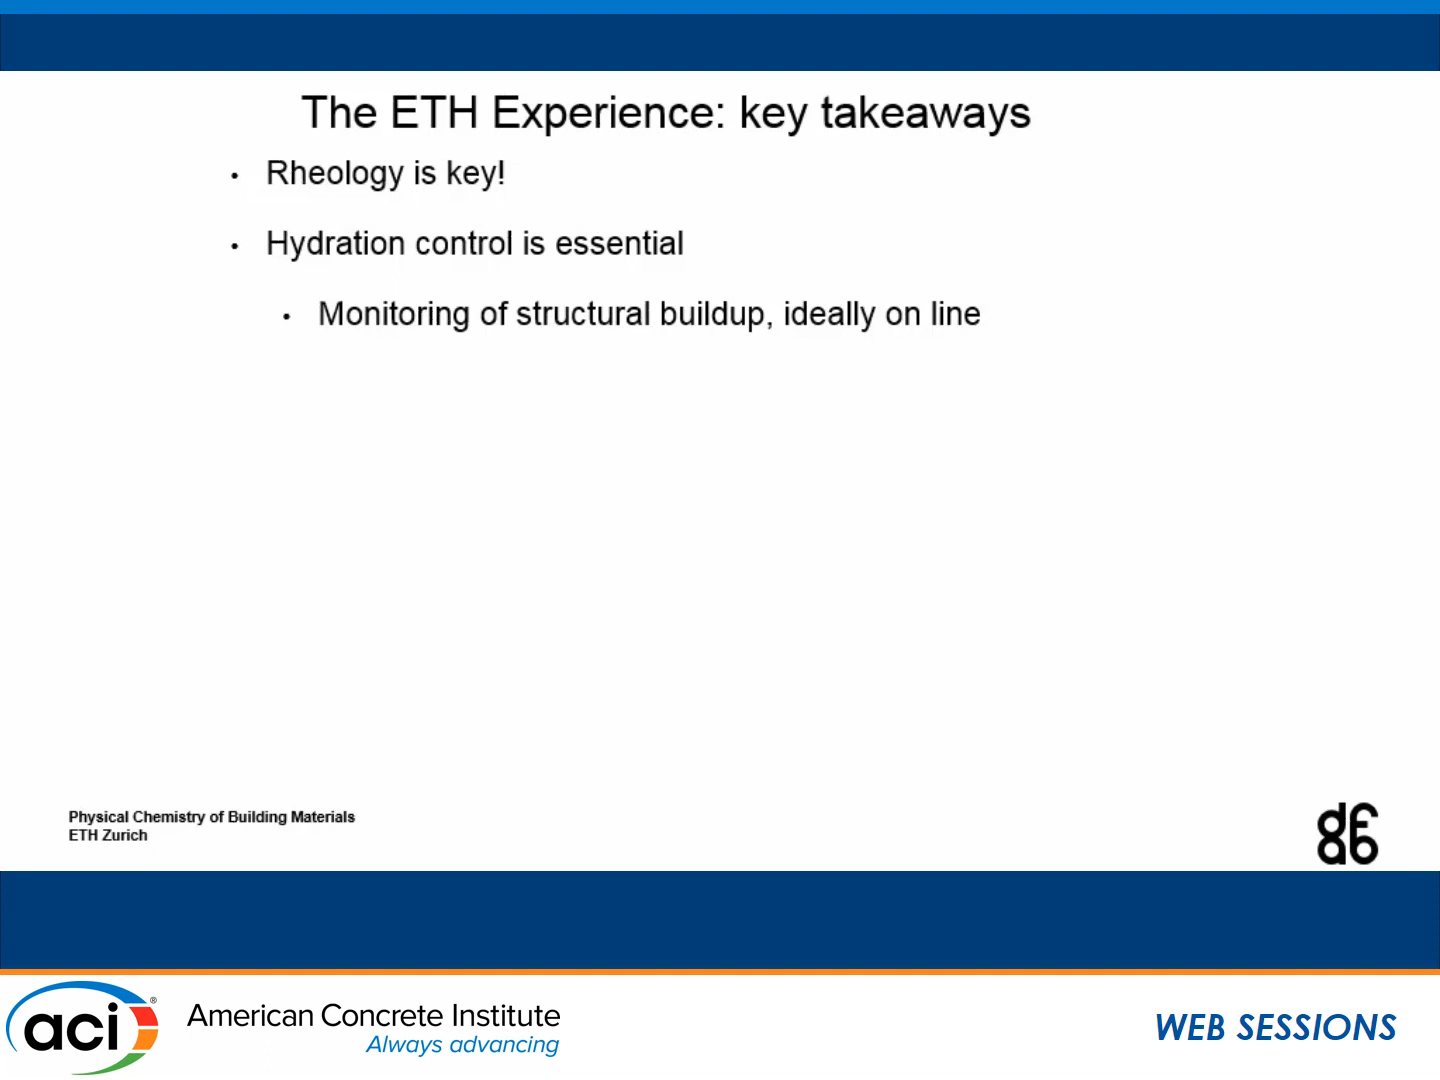 The ETH Experience: key takeaways
• Rheology is key!
• Hydration control is essential
• Monitoring of structural buildup, ideally on line
Physical Chemistry of Building Materials
ETH Zurich
aci®
American Concrete Institute
Always advancing
WEB SESSIONS